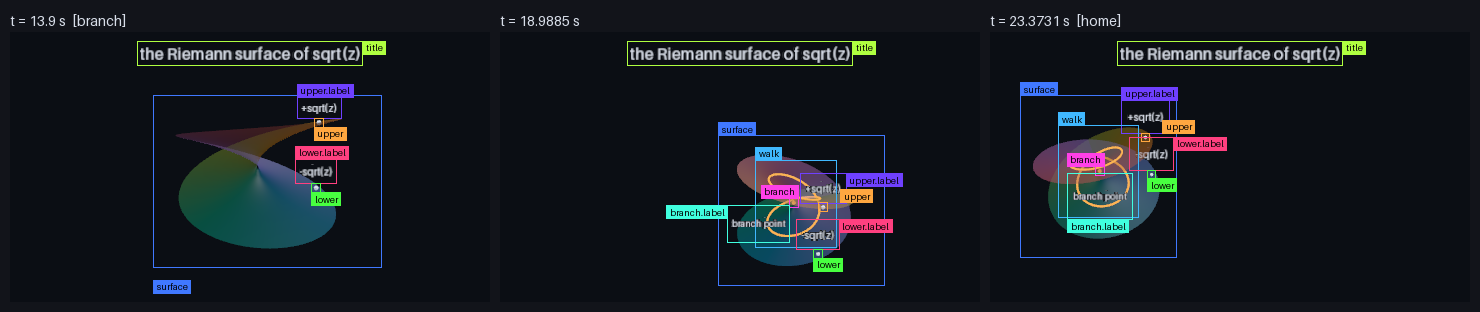 t = 13.9 s [branch]
the Riemann surface of sqrt(z)
title
upper.label
+sqrt(z)
upper
lower.label
-sqrt(z)
lower
surface
t = 18.9885 s
the Riemann surface of sqrt(z)
title
surface
walk
upper.label
+sqrt(z)
branch
upper
branch.label
branch point
lower.label
-sqrt(z)
lower
t = 23.3731 s [home]
the Riemann surface of sqrt(z)
title
surface
upper.label
walk
+sqrt(z)
upper
lower.label
-sqrt(z)
branch
lower
branch point
branch.label